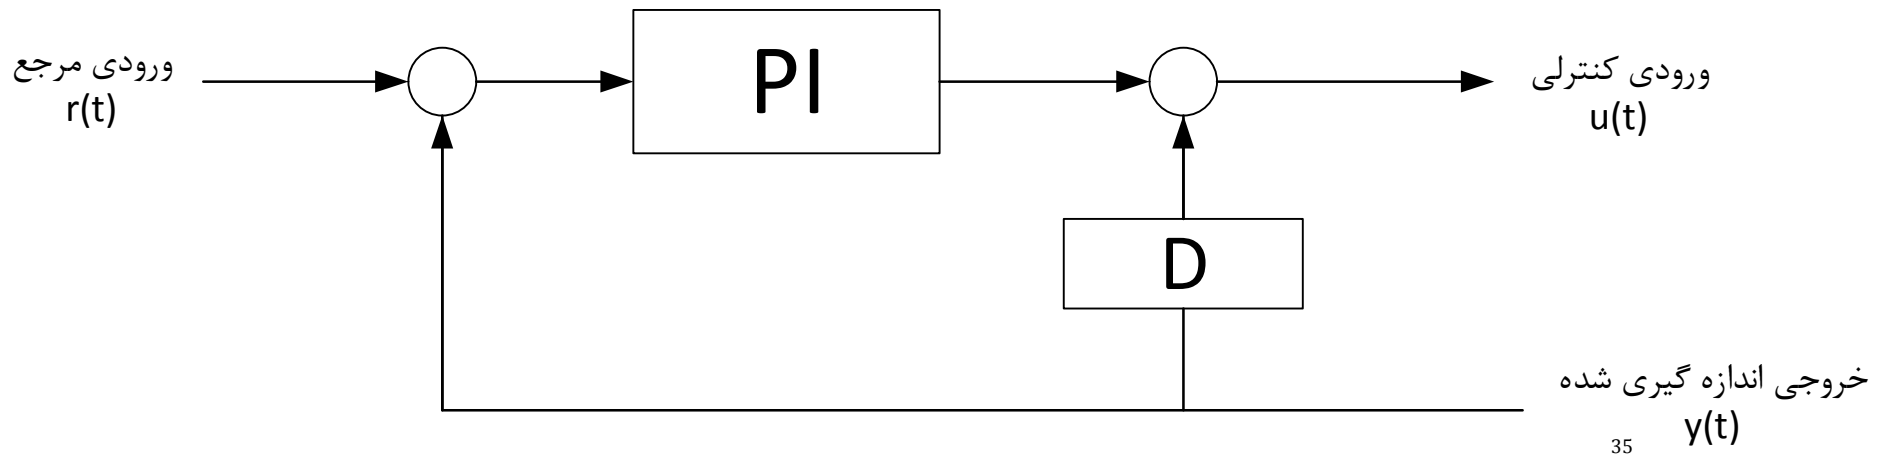 ورودی مرجع
r(t)
PI
ورودی کنترلی
u(t)
D
خروجی اندازه گیری شده
y(t)
35